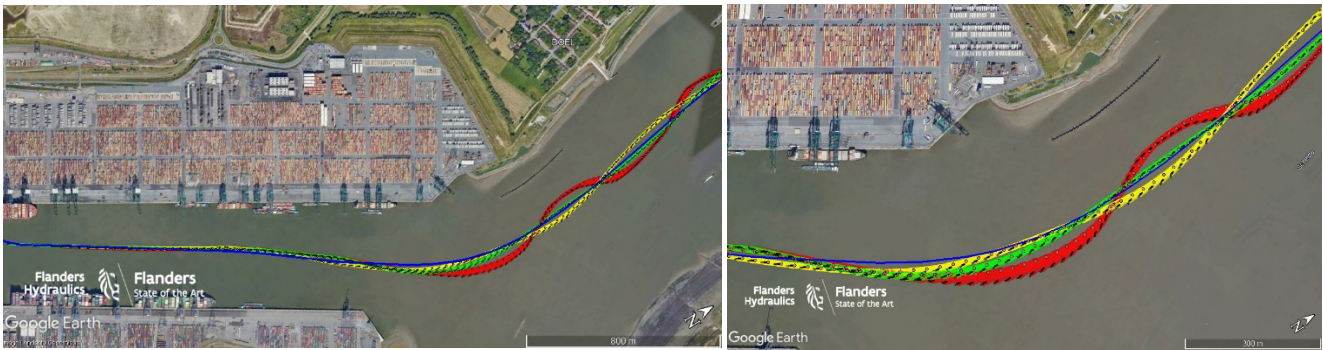 DOEL
Flanders
Hydraulics
Flanders
State of the Art
Google Earth
800 m
N
Flanders
Hydraulics
Flanders
State of the Art
Google Earth
N